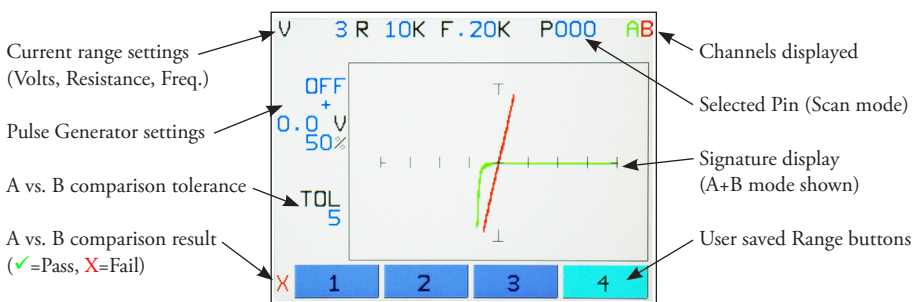 V 3 R 10K F.20K P000 AB
Current range settings
(Volts, Resistance, Freq.)
Channels displayed
OFF
+
0.0 V
50%
Selected Pin (Scan mode)
Pulse Generator settings
Signature display
(A+B mode shown)
A vs. B comparison tolerance
TOL
5
A vs. B comparison result
(✓=Pass, X=Fail)
User saved Range buttons
X 1 2 3 4